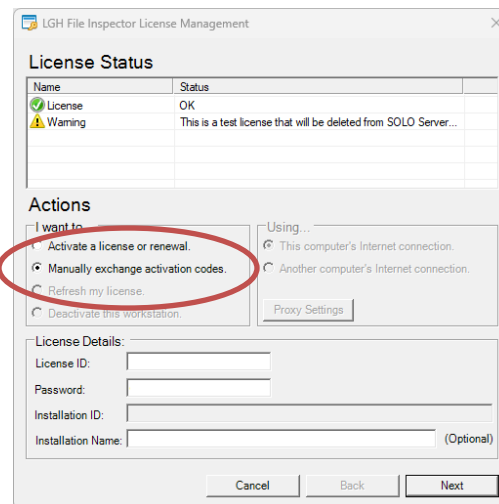 LGH File Inspector License Management
License Status
Name Status
License OK
Warning This is a test license that will be deleted from SOLO Server...
Actions
I want to...
Using...
Activate a license or renewal.
This computer's Internet connection.
Manually exchange activation codes.
Another computer's Internet connection.
Refresh my license.
Deactivate this workstation.
Proxy Settings
License Details:
License ID:
Password:
Installation ID:
Installation Name: (Optional)
Cancel Back Next